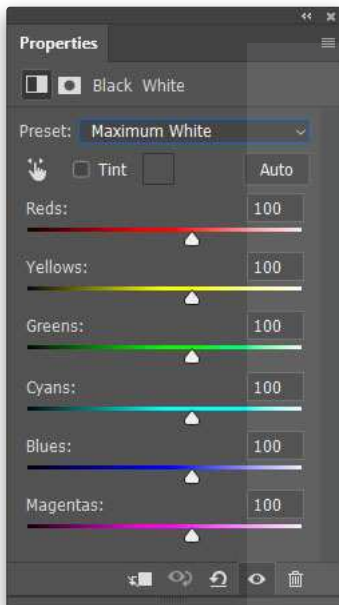 Properties
Black White
Preset: Maximum White
Tint Auto
Reds: 100
Yellows: 100
Greens: 100
Cyans: 100
Blues: 100
Magentas: 100